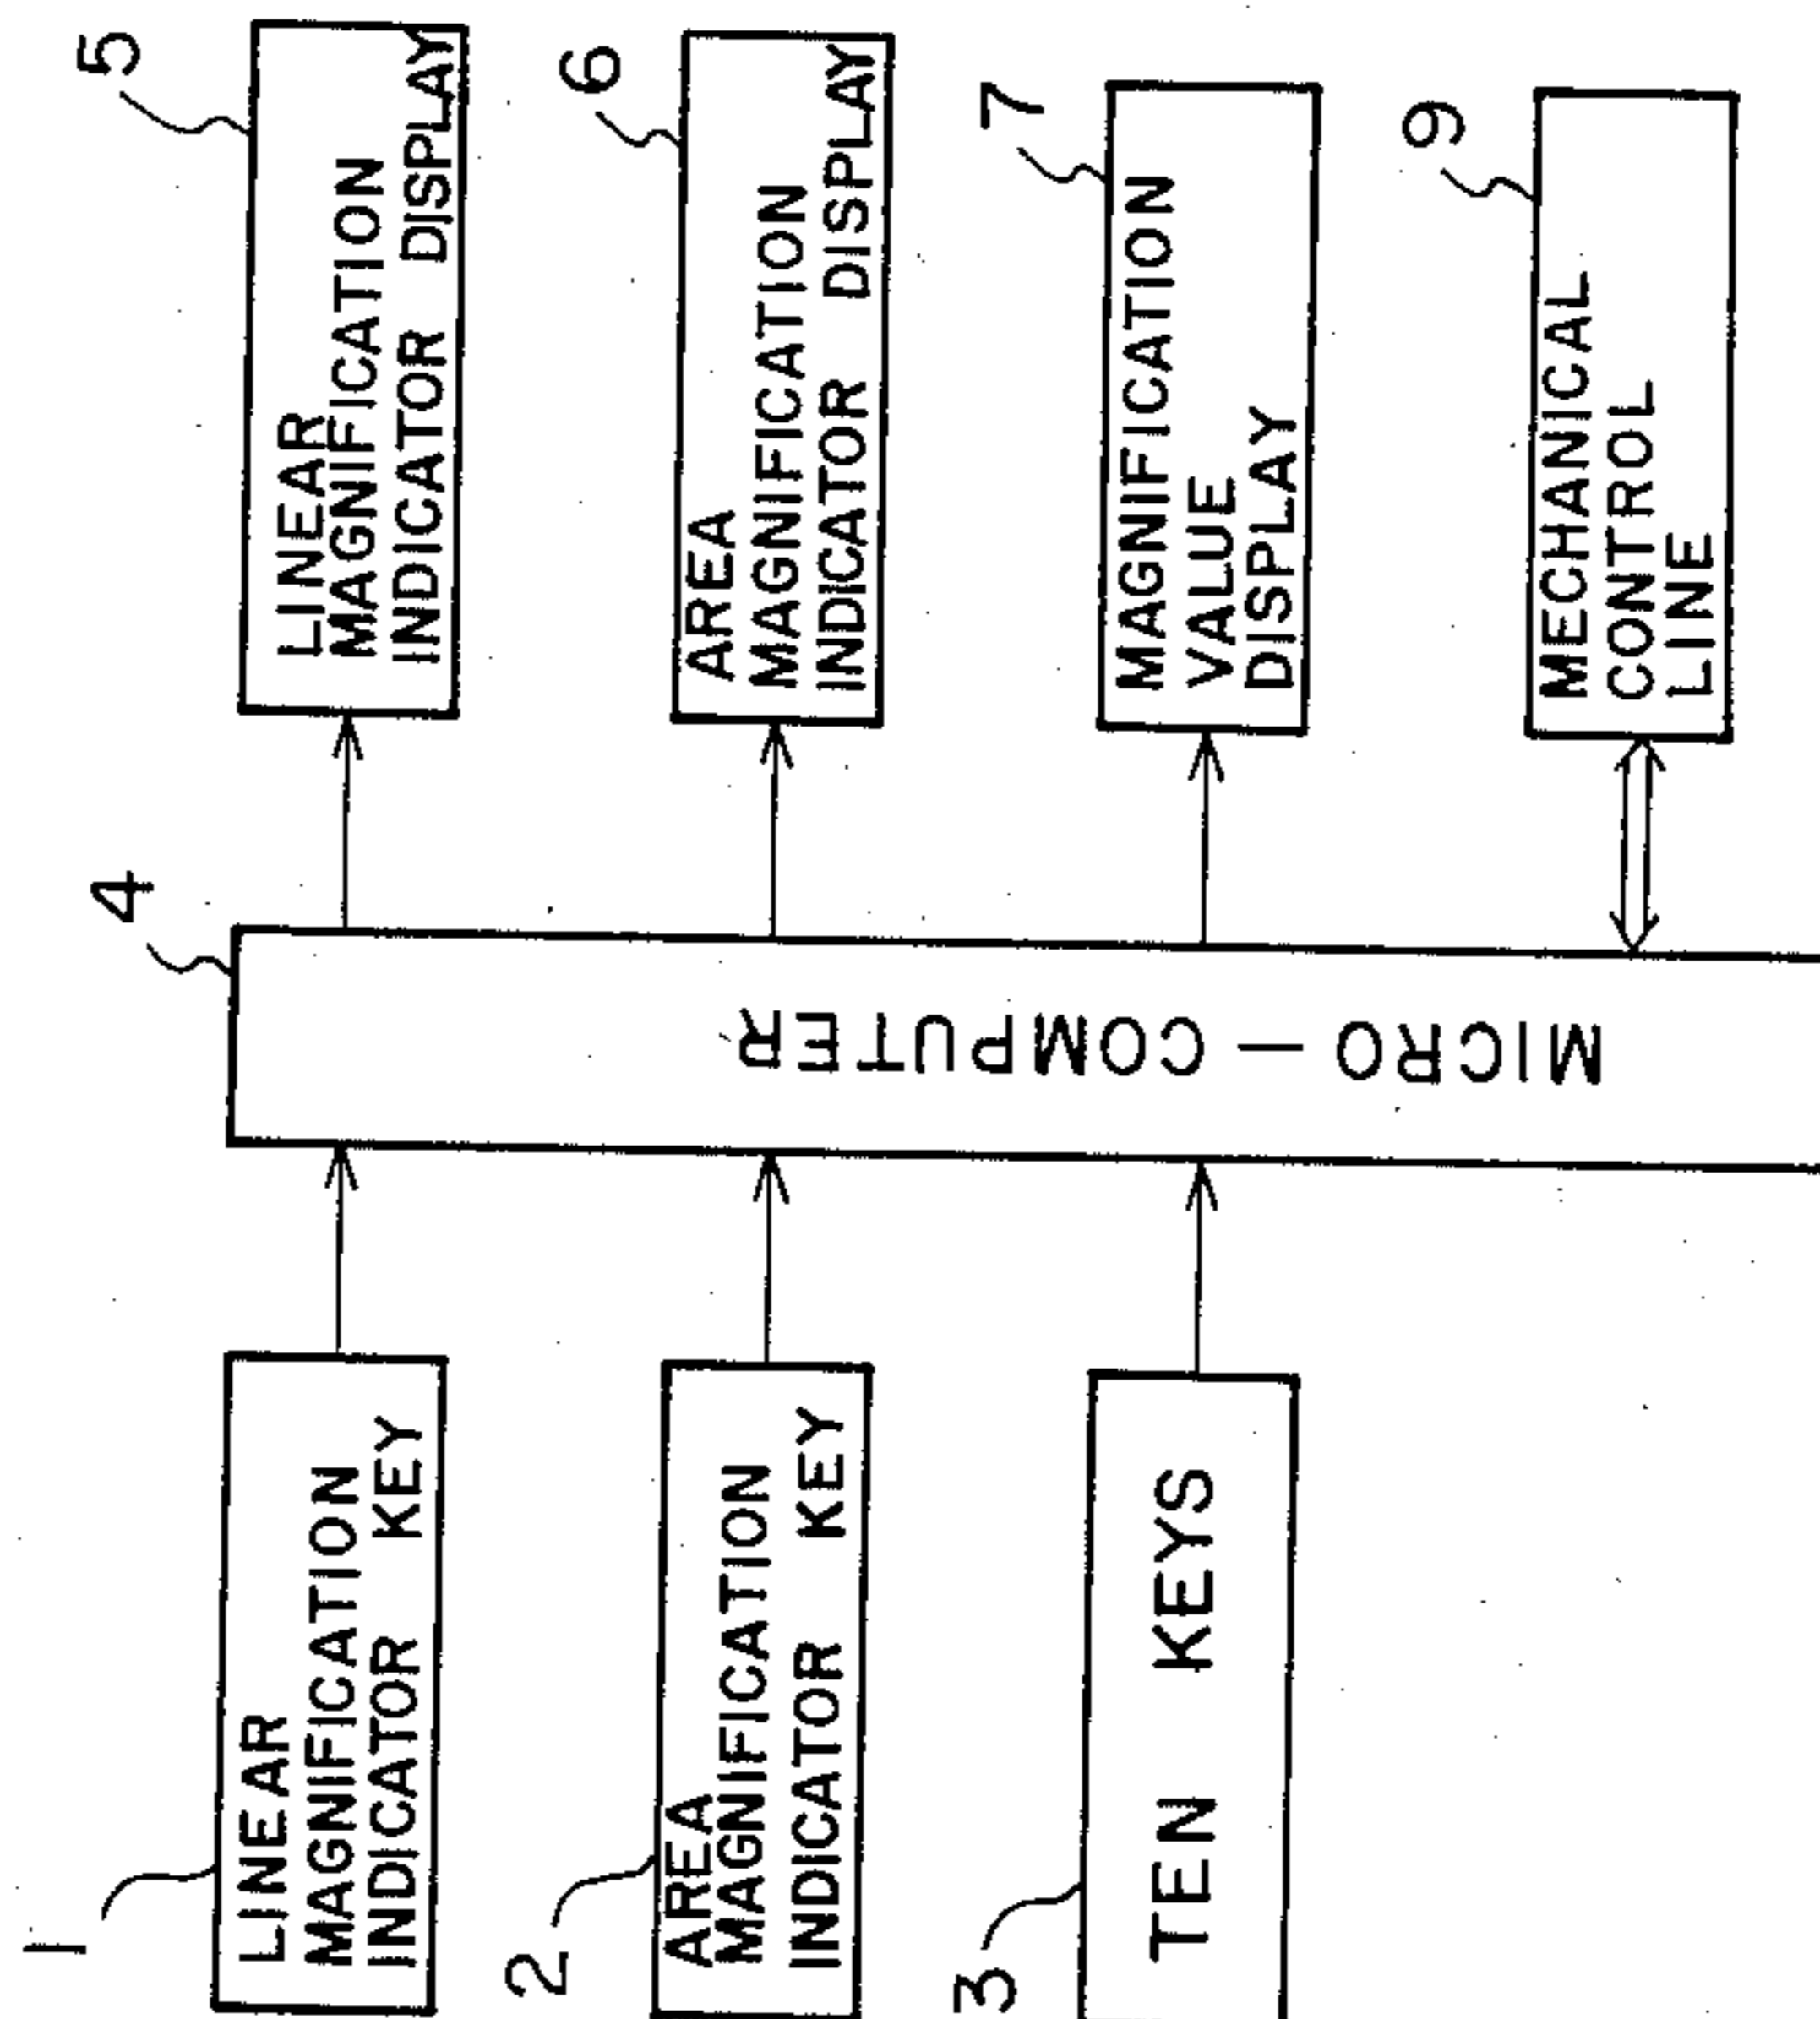 1
LINEAR
MAGNIFICATION
INDICATOR KEY
2
AREA
MAGNIFICATION
INDICATOR KEY
3
TEN KEYS
4
MICRO-COMPUTER
5
LINEAR
MAGNIFICATION
INDICATOR DISPLAY
6
AREA
MAGNIFICATION
INDICATOR DISPLAY
7
MAGNIFICATION
VALUE
DISPLAY
9
MECHANICAL
CONTROL
LINE